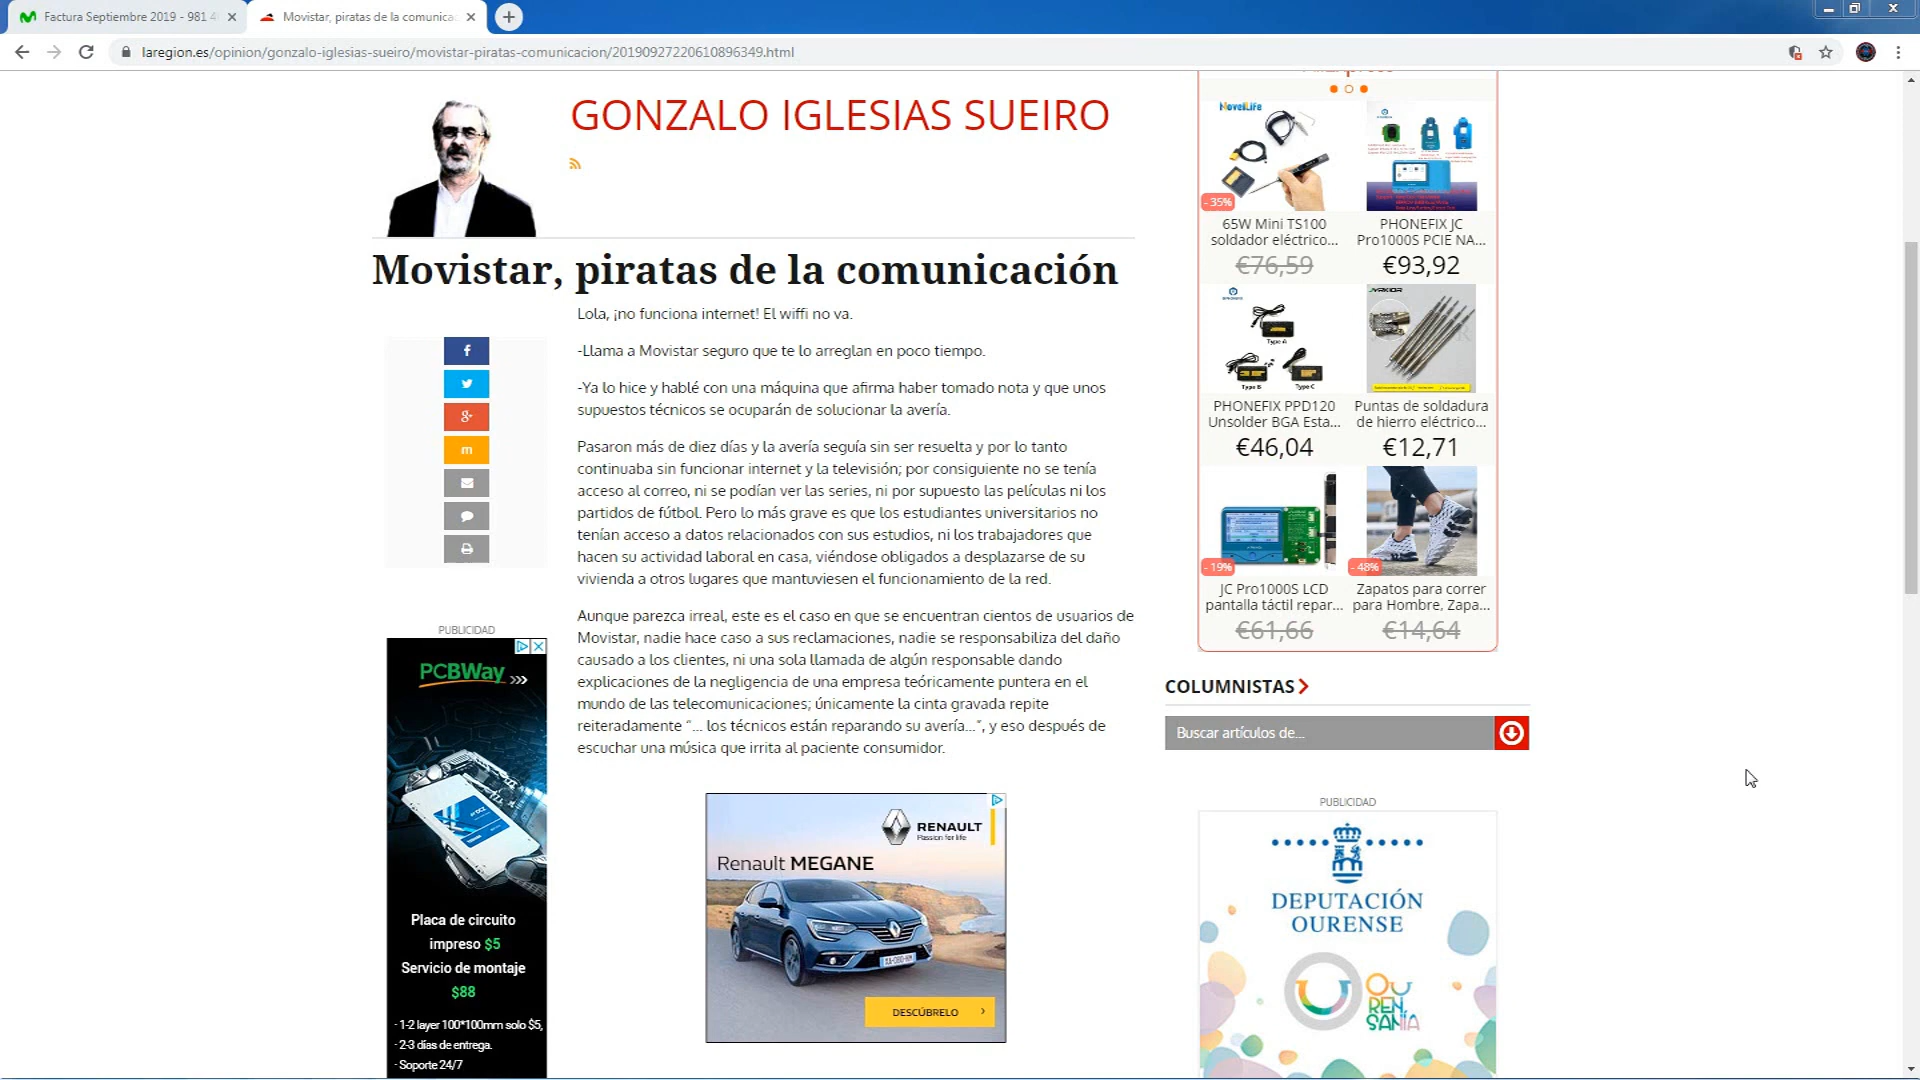 Factura Septiembre 2019 - 981 4
Movistar, piratas de la comunicac
laregion.es/opinion/gonzalo-iglesias-sueiro/movistar-piratas-comunicacion/20190927220610896349.html
GONZALO IGLESIAS SUEIRO
Movistar, piratas de la comunicación
Lola, ¡no funciona internet! El wiffi no va.
-Llama a Movistar seguro que te lo arreglan en poco tiempo.
-Ya lo hice y hablé con una máquina que afirma haber tomado nota y que unos
supuestos técnicos se ocuparán de solucionar la avería.
Pasaron más de diez días y la avería seguía sin ser resuelta y por lo tanto
continuaba sin funcionar internet y la televisión; por consiguiente no se tenía
acceso al correo, ni se podían ver las series, ni por supuesto las películas ni los
partidos de fútbol. Pero lo más grave es que los estudiantes universitarios no
tenían acceso a datos relacionados con sus estudios, ni los trabajadores que
hacen su actividad laboral en casa, viéndose obligados a desplazarse de su
vivienda a otros lugares que mantuviesen el funcionamiento de la red.
Aunque parezca irreal, este es el caso en que se encuentran cientos de usuarios de
Movistar, nadie hace caso a sus reclamaciones, nadie se responsabiliza del daño
causado a los clientes, ni una sola llamada de algún responsable dando
explicaciones de la negligencia de una empresa teóricamente puntera en el
mundo de las telecomunicaciones; únicamente la cinta gravada repite
reiteradamente “... los técnicos están reparando su avería...”, y eso después de
escuchar una música que irrita al paciente consumidor.
f
g+
m
PUBLICIDAD
PCBWay >>>
Placa de circuito
impreso $5
Servicio de montaje
$88
- 1-2 layer 100*100mm solo $5,
- 2-3 días de entrega.
- Soporte 24/7
RENAULT
Passion for life
Renault MEGANE
AA-080-HM
DESCÚBRELO
NovelLife
- 35%
65W Mini TS100
soldador eléctrico...
€76,59
PHONEFIX JC
Pro1000S PCIE NA...
€93,92
Type A
Type B
Type C
PHONEFIX PPD120
Unsolder BGA Esta...
€46,04
JYRKIOR
Puntas de soldadura
de hierro eléctrico...
€12,71
- 19%
JC Pro1000S LCD
pantalla táctil repar...
€61,66
- 48%
Zapatos para correr
para Hombre, Zapa...
€14,64
COLUMNISTAS
Buscar artículos de...
PUBLICIDAD
DEPUTACIÓN
OURENSE
OU
REN
SANÍA